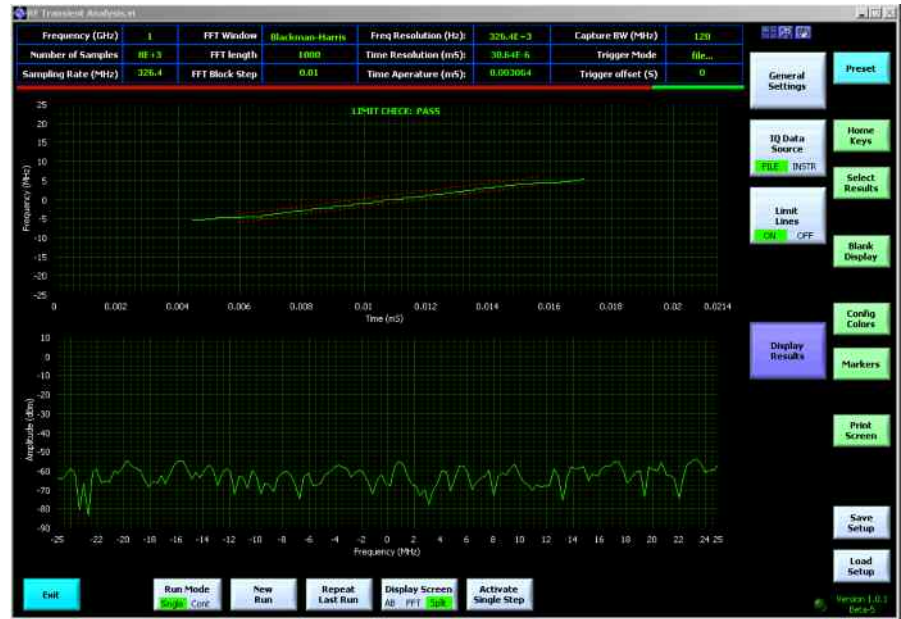 RF Transient Analysis.vi
Frequency (GHz) 1 FFT Window Blackman-Harris Freq Resolution (Hz): 326.4E+3 Capture BW (MHz) 120
Number of Samples 8E+3 FFT length 1000 Time Resolution (mS): 30.64E-6 Trigger Mode file...
Sampling Rate (MHz) 326.4 FFT Block Step 0.01 Time Aperature (mS): 0.003064 Trigger offset (S) 0
LIMIT CHECK: PASS
25
20
15
10
5
0
-5
-10
-15
-20
-25
Frequency (MHz)
0 0.002 0.004 0.006 0.008 0.01 0.012 0.014 0.016 0.018 0.02 0.0214
Time (mS)
10
0
-10
-20
-30
-40
-50
-60
-70
-80
-90
Amplitude (dBm)
-25 -22 -20 -18 -16 -14 -12 -10 -8 -6 -4 -2 0 2 4 6 8 10 12 14 16 18 20 22 24 25
Frequency (MHz)
General
Settings
Preset
IQ Data
Source
FILE INSTR
Home
Keys
Select
Results
Limit
Lines
ON OFF
Blank
Display
Config
Colors
Display
Results
Markers
Print
Screen
Save
Setup
Load
Setup
Exit
Run Mode
Single Cont
New
Run
Repeat
Last Run
Display Screen
AB FFT Split
Activate
Single Step
Version 1.0.1
Beta-5